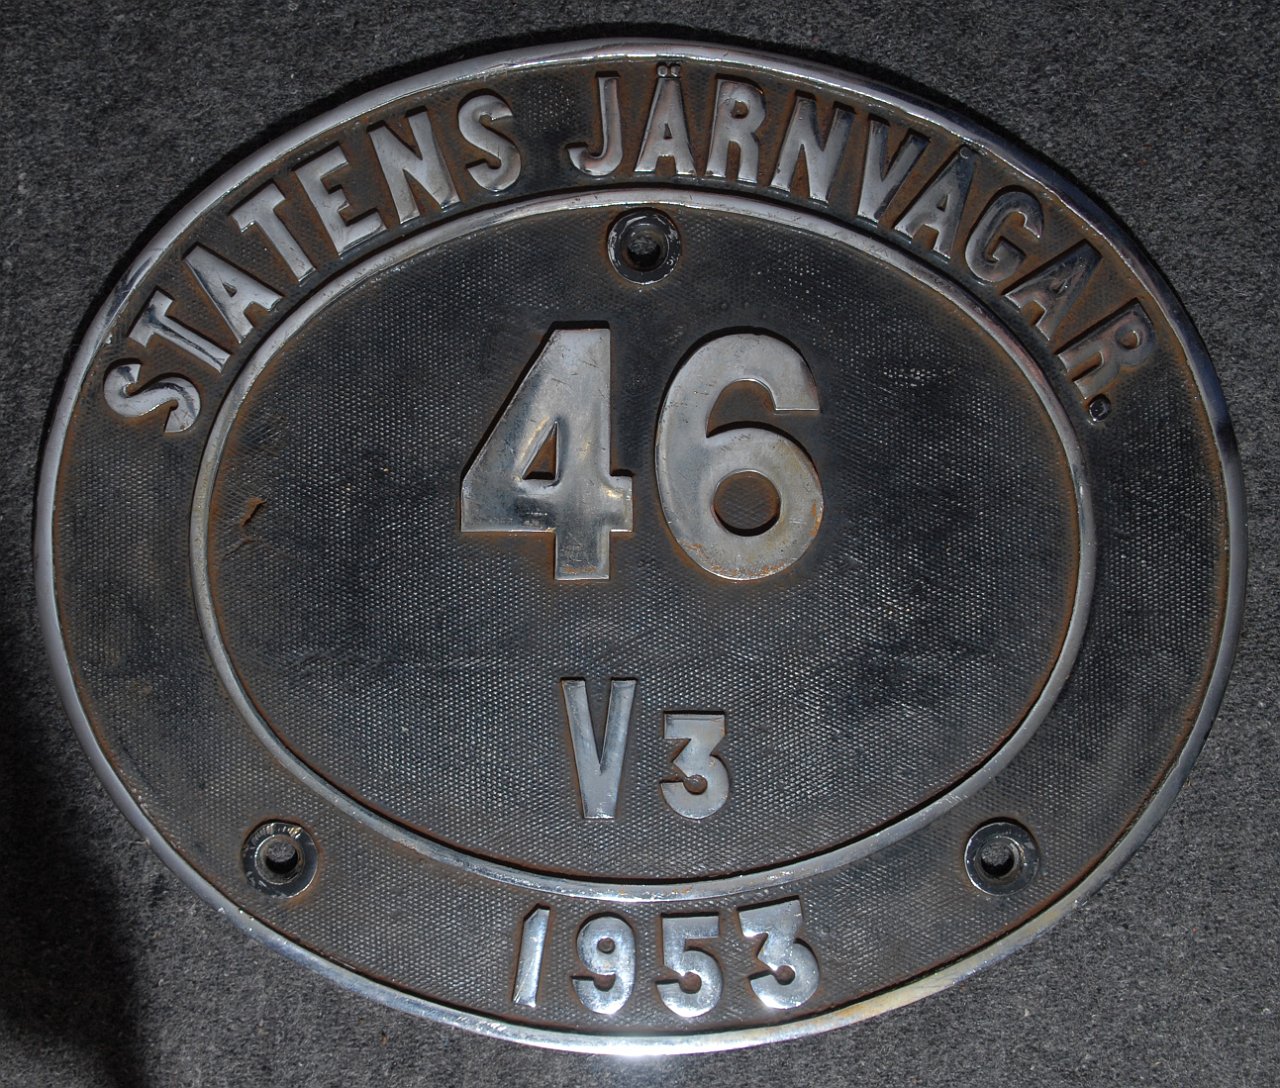 STATENS JÄRNVÄGAR.
46
V3
1953